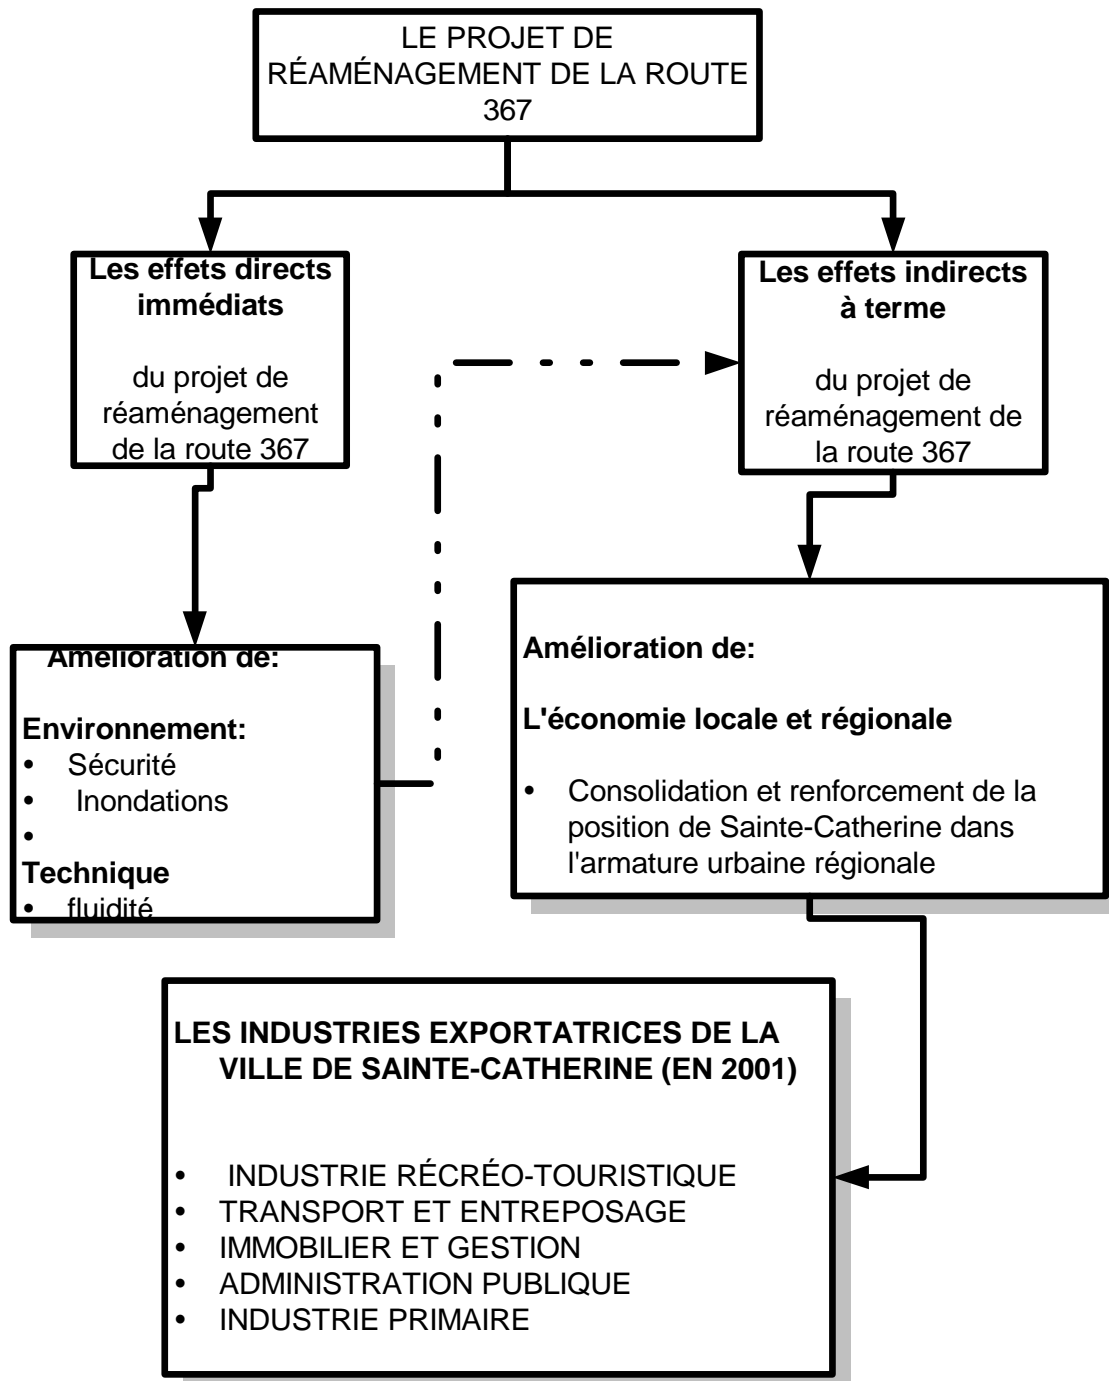 LE PROJET DE
RÉAMÉNAGEMENT DE LA ROUTE
367
Les effets directs
immédiats
du projet de
réaménagement
de la route 367
Les effets indirects
à terme
du projet de
réaménagement de
la route 367
Amélioration de:
Environnement:
• Sécurité
• Inondations
•
Technique
• fluidité
Amélioration de:
L'économie locale et régionale
• Consolidation et renforcement de la
position de Sainte-Catherine dans
l'armature urbaine régionale
LES INDUSTRIES EXPORTATRICES DE LA
VILLE DE SAINTE-CATHERINE (EN 2001)
• INDUSTRIE RÉCRÉO-TOURISTIQUE
• TRANSPORT ET ENTREPOSAGE
• IMMOBILIER ET GESTION
• ADMINISTRATION PUBLIQUE
• INDUSTRIE PRIMAIRE